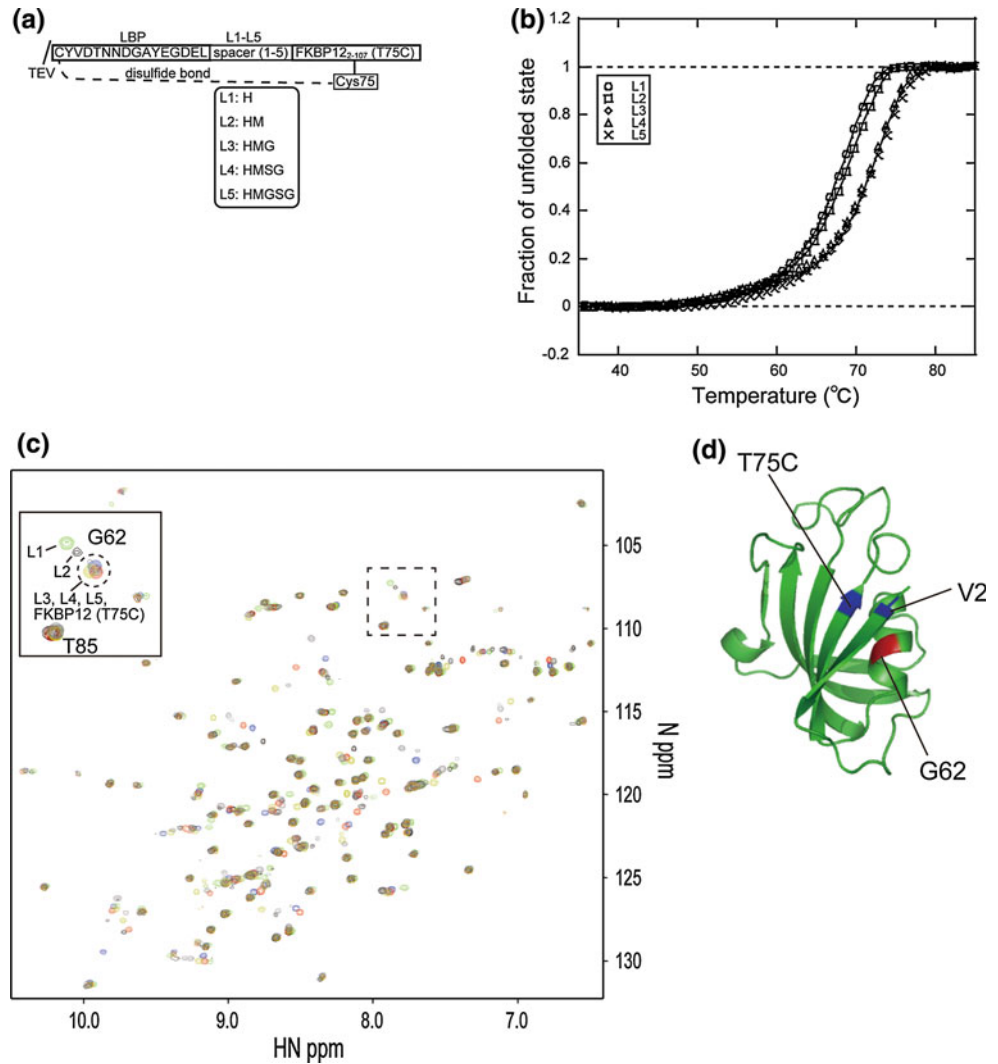 (a)
LBP L1-L5
CYVDTNNDGAYEGDEL spacer (1-5) FKBP12₂₋₁₀₇ (T75C)
TEV disulfide bond Cys75
L1: H
L2: HM
L3: HMG
L4: HMSG
L5: HMGSG
(b)
Fraction of unfolded state
1
0.8
0.6
0.4
0.2
0
-0.2
L1
L2
L3
L4
L5
40 50 60 70 80
Temperature (°C)
(c)
L1
G62
L2
L3, L4, L5,
FKBP12 (T75C)
T85
105
110
115
120
125
130
N ppm
10.0 9.0 8.0 7.0
HN ppm
(d)
T75C
V2
G62